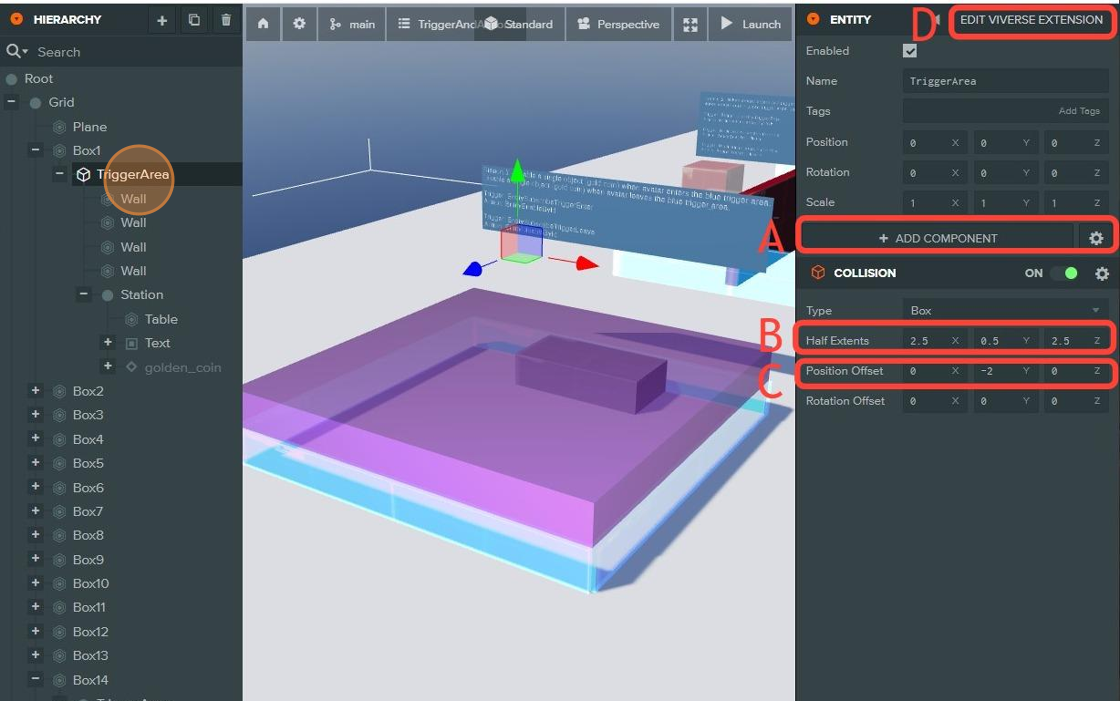 HIERARCHY
Search
Root
Grid
Plane
Box1
TriggerArea
Wall
Wall
Wall
Wall
Station
Table
Text
golden_coin
Box2
Box3
Box4
Box5
Box6
Box7
Box8
Box9
Box10
Box11
Box12
Box13
Box14
main
TriggerAnd
Standard
Perspective
Launch
ENTITY
D
EDIT VIVERSE EXTENSION
Enabled
Name TriggerArea
Tags Add Tags
Position 0 X 0 Y 0 Z
Rotation 0 X 0 Y 0 Z
Scale 1 X 1 Y 1 Z
A
+ ADD COMPONENT
COLLISION ON
Type Box
B
Half Extents 2.5 X 0.5 Y 2.5 Z
C
Position Offset 0 X -2 Y 0 Z
Rotation Offset 0 X 0 Y 0 Z